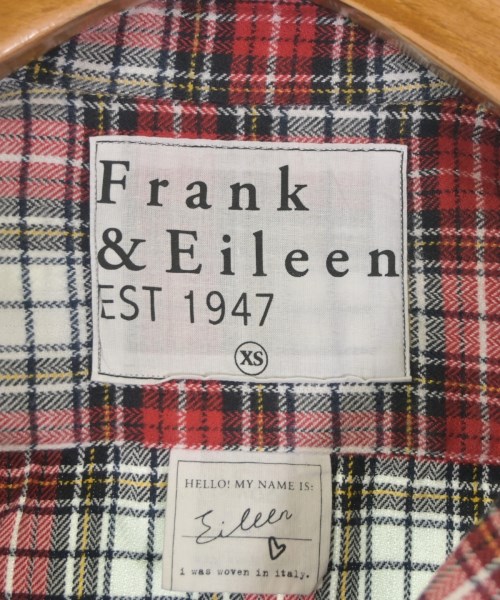 Frank
& Eileen
EST 1947
XS
HELLO! MY NAME IS:
Eileen
i was woven in italy.